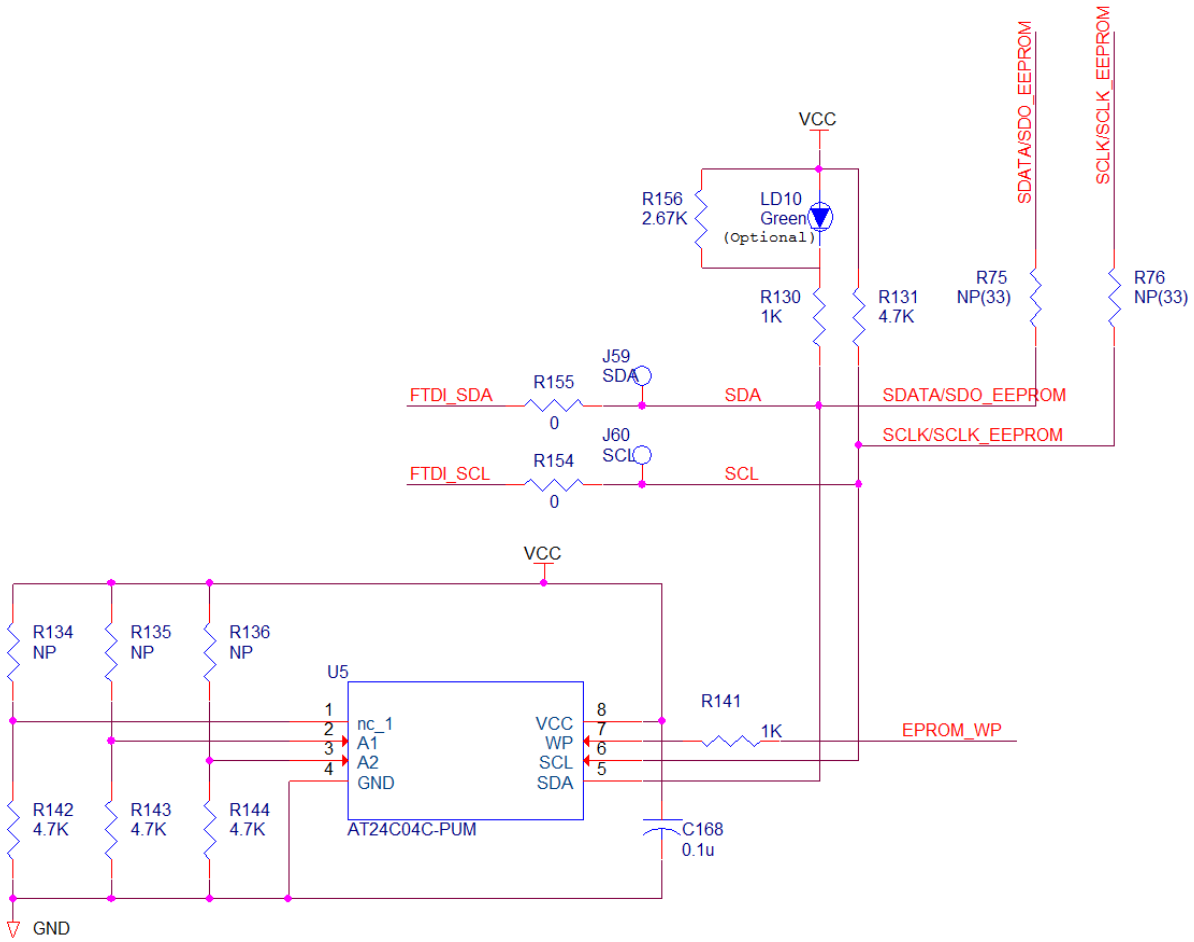 SDATA/SDO_EEPROM
SCLK/SCLK_EEPROM
VCC
R156
2.67K
LD10
Green
(Optional)
R75
NP(33)
R76
NP(33)
R130
1K
R131
4.7K
J59
SDA
FTDI_SDA
R155
0
SDA
SDATA/SDO_EEPROM
J60
SCL
SCLK/SCLK_EEPROM
FTDI_SCL
R154
0
SCL
VCC
R134
NP
R135
NP
R136
NP
U5
1
2
3
4
nc_1
A1
A2
GND
VCC
WP
SCL
SDA
8
7
6
5
R141
1K
EPROM_WP
R142
4.7K
R143
4.7K
R144
4.7K
AT24C04C-PUM
C168
0.1u
GND